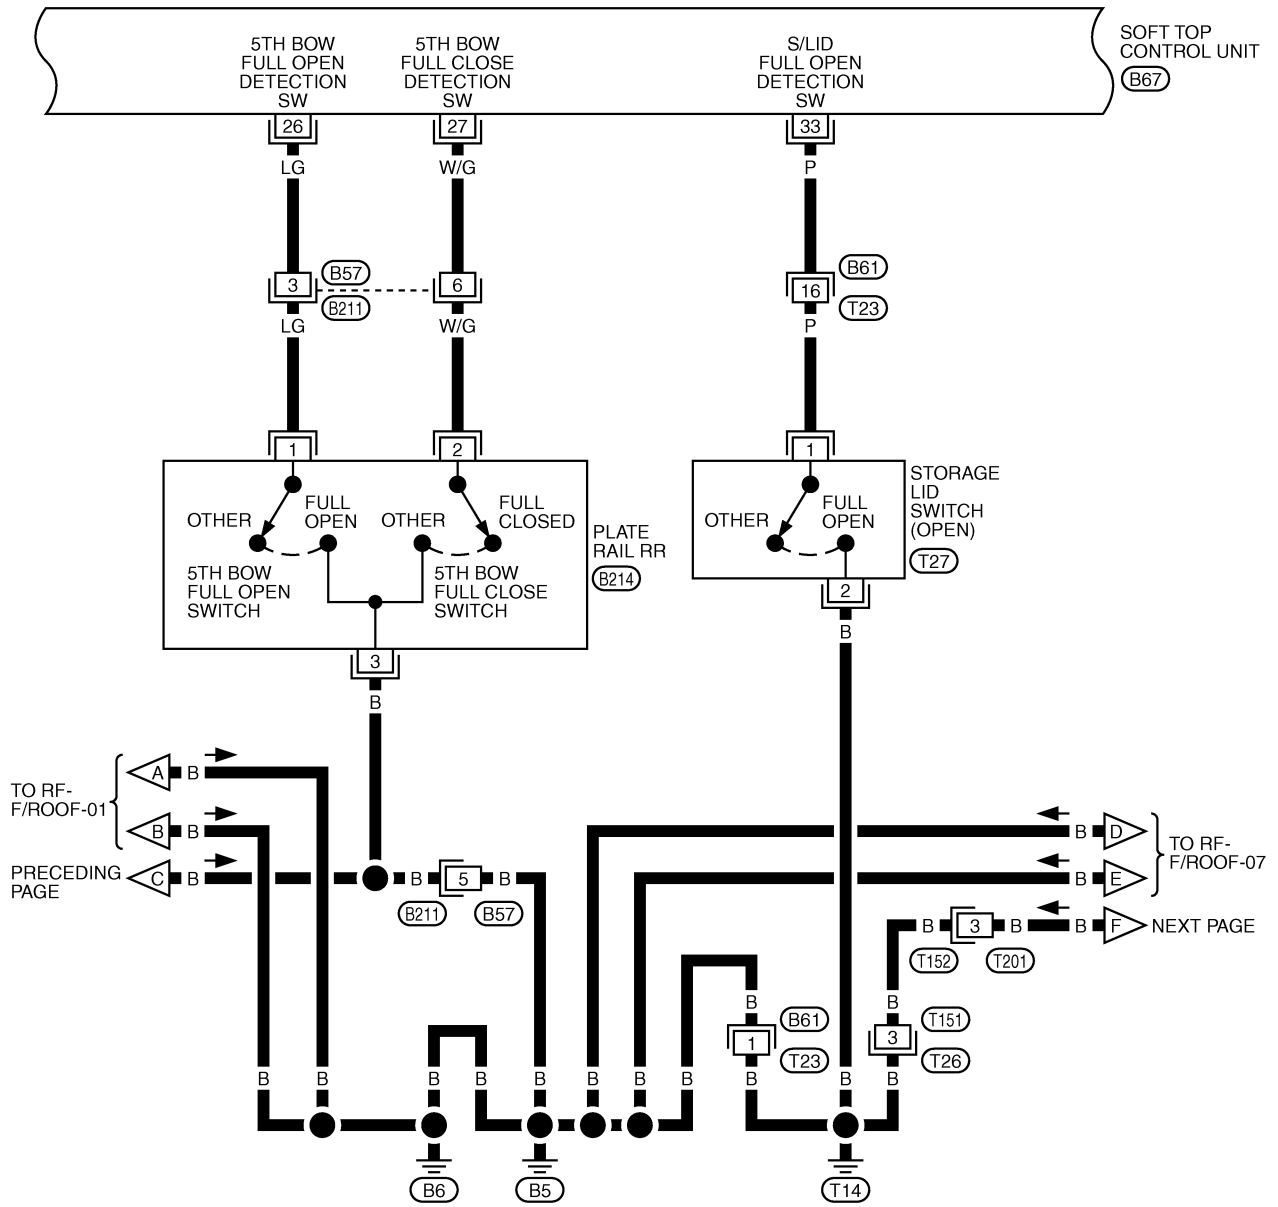 5TH BOW
FULL OPEN
DETECTION
SW
5TH BOW
FULL CLOSE
DETECTION
SW
S/LID
FULL OPEN
DETECTION
SW
SOFT TOP
CONTROL UNIT
B67
26
27
33
LG
W/G
P
3
B57
B211
6
16
B61
T23
LG
W/G
P
1
2
1
OTHER
FULL
OPEN
OTHER
FULL
CLOSED
5TH BOW
FULL OPEN
SWITCH
5TH BOW
FULL CLOSE
SWITCH
PLATE
RAIL RR
B214
OTHER
FULL
OPEN
STORAGE
LID
SWITCH
(OPEN)
T27
3
2
B
B
TO RF-
F/ROOF-01
A B
B B
PRECEDING
PAGE
C B
B 5 B
B211 B57
B D
B E
TO RF-
F/ROOF-07
B 3 B B F
NEXT PAGE
T152 T201
B
B
1
B61
T23
3
T151
T26
B B B B B B B B B B B
B6
B5
T14